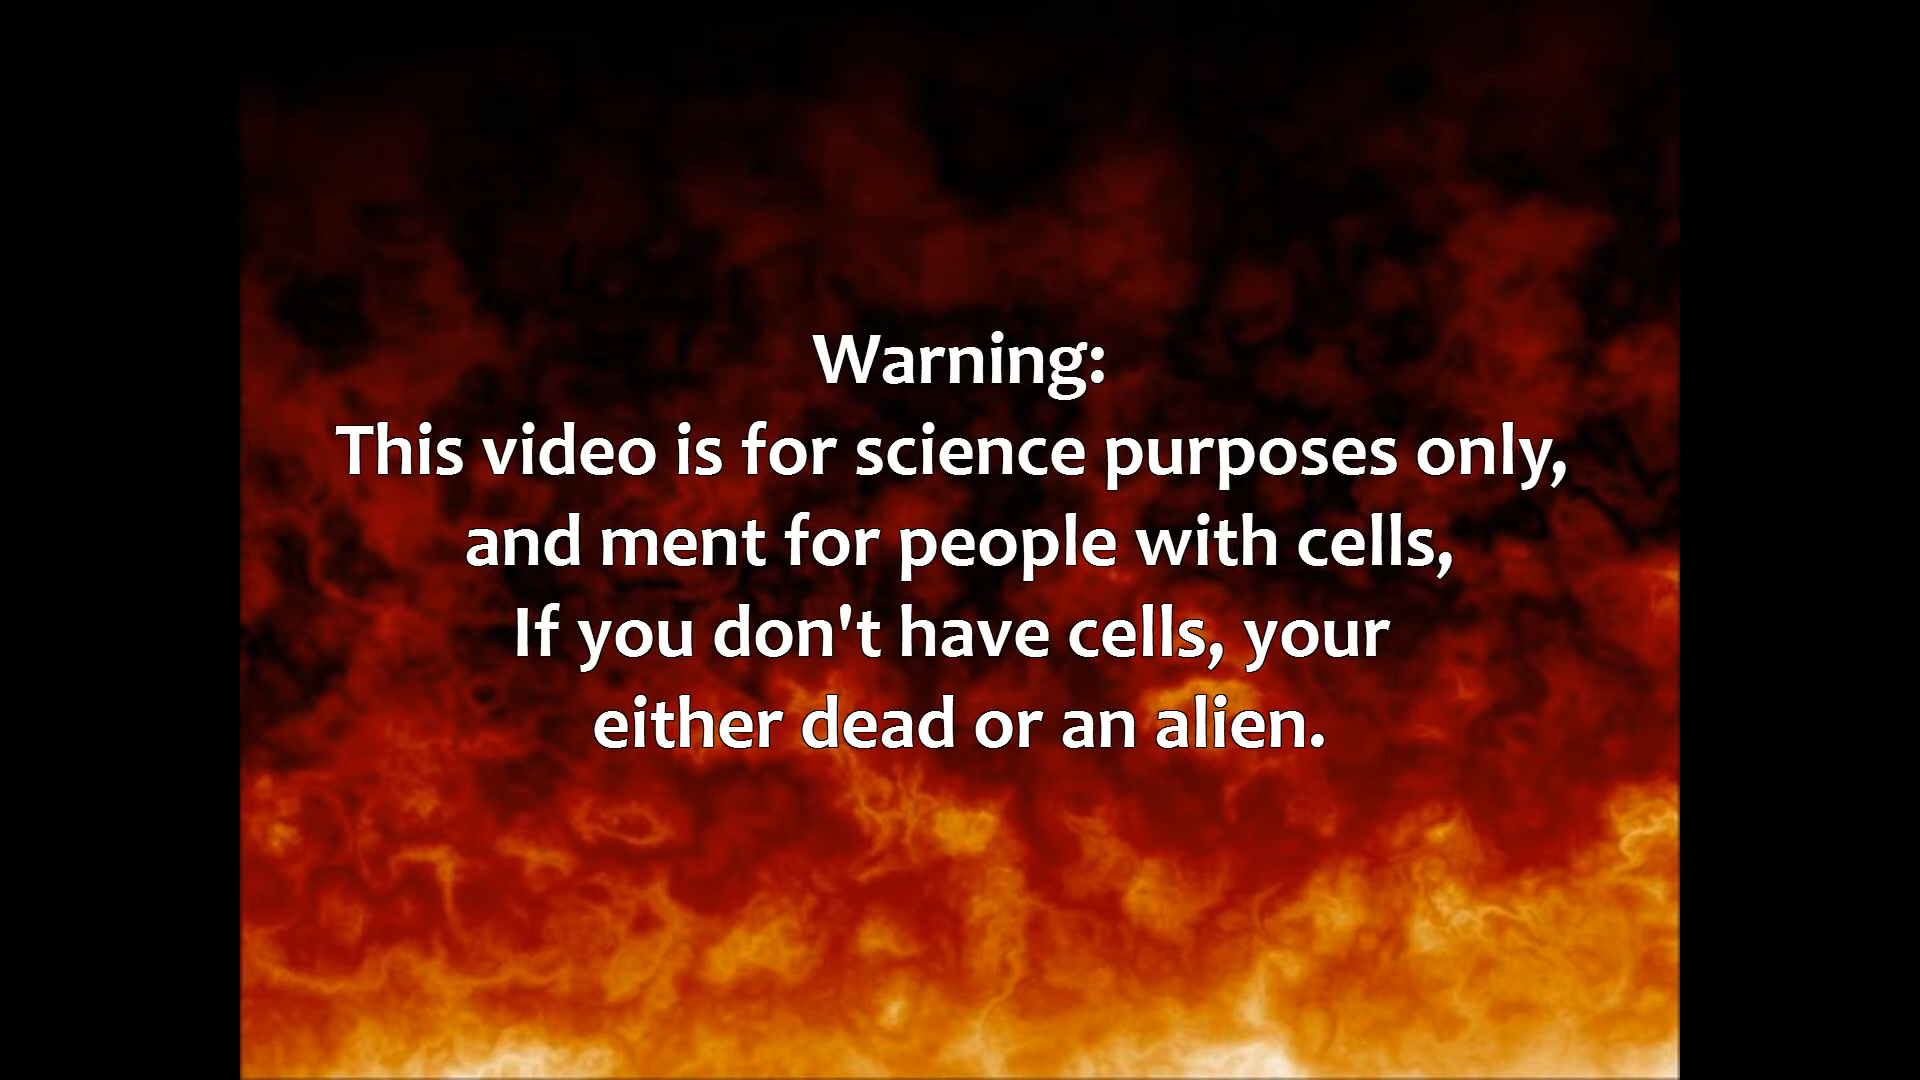 Warning:
This video is for science purposes only,
and ment for people with cells,
If you don't have cells, your
either dead or an alien.